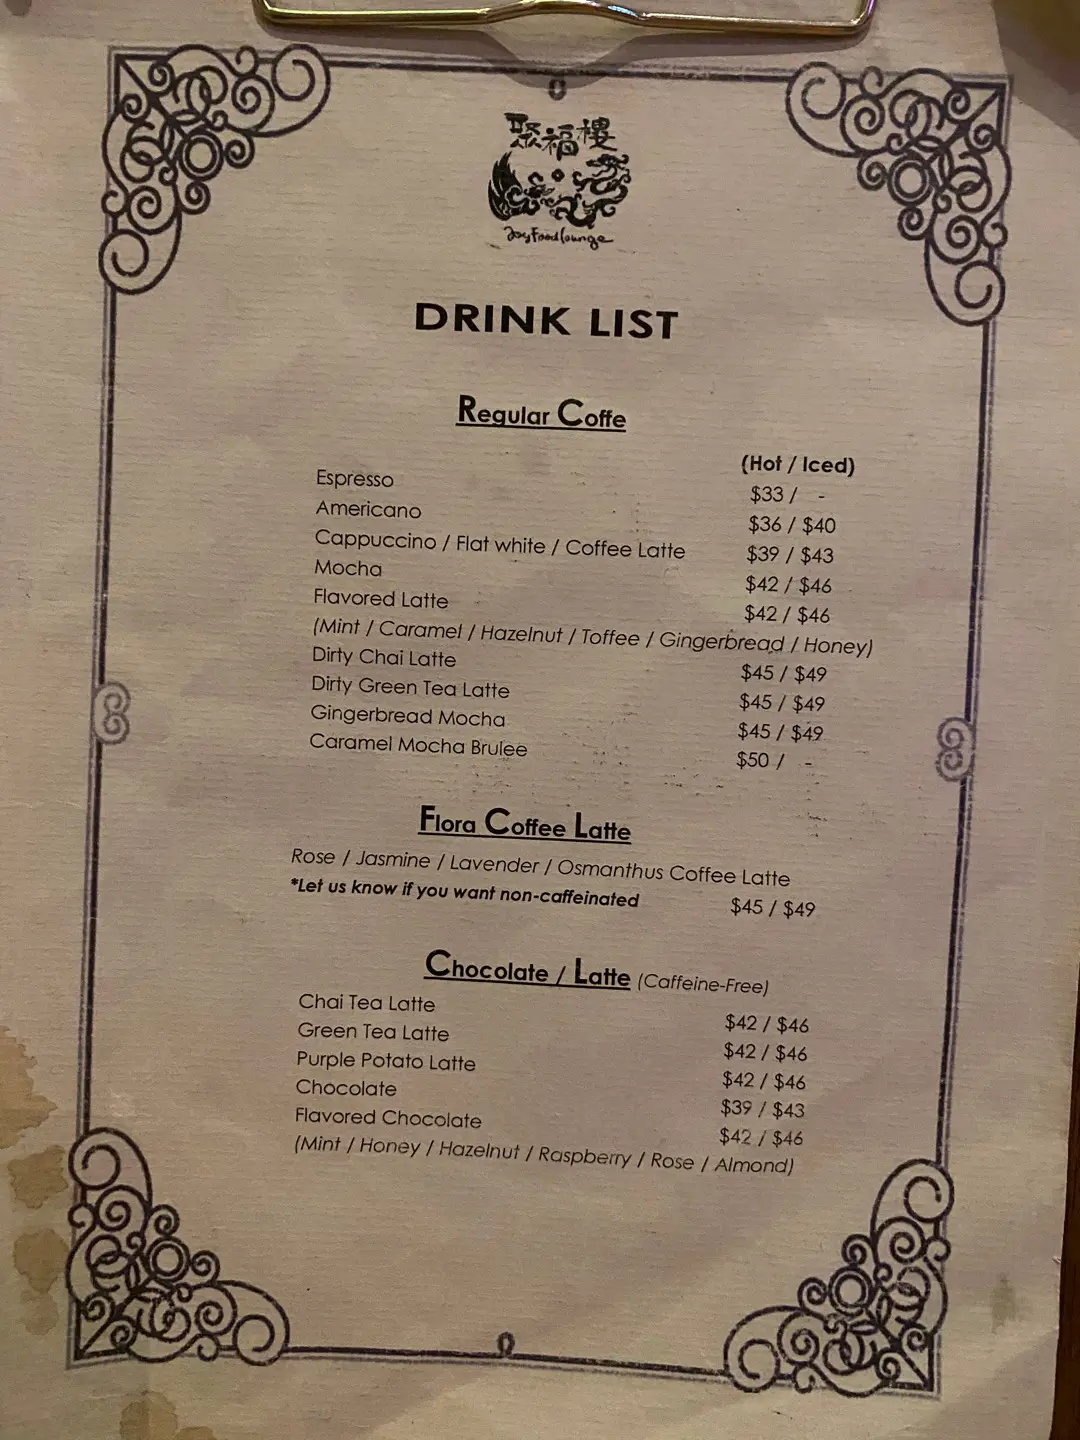 聚福樓
JoyFoodLounge
DRINK LIST
Regular Coffe
(Hot / Iced)
Espresso $33 / -
Americano $36 / $40
Cappuccino / Flat white / Coffee Latte $39 / $43
Mocha $42 / $46
Flavored Latte $42 / $46
(Mint / Caramel / Hazelnut / Toffee / Gingerbread / Honey)
Dirty Chai Latte $45 / $49
Dirty Green Tea Latte $45 / $49
Gingerbread Mocha $45 / $49
Caramel Mocha Brulee $50 / -
Flora Coffee Latte
Rose / Jasmine / Lavender / Osmanthus Coffee Latte
*Let us know if you want non-caffeinated $45 / $49
Chocolate / Latte (Caffeine-Free)
Chai Tea Latte $42 / $46
Green Tea Latte $42 / $46
Purple Potato Latte $42 / $46
Chocolate $39 / $43
Flavored Chocolate $42 / $46
(Mint / Honey / Hazelnut / Raspberry / Rose / Almond)